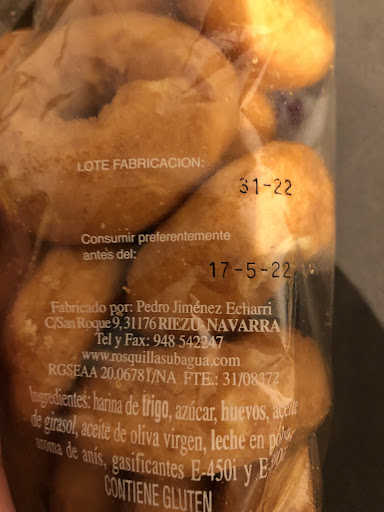 LOTE FABRICACION:
31-22
Consumir preferentemente
antes del:
17-5-22
Fabricado por: Pedro Jiménez Echarri
C/San Roque 9, 31176 RIEZU-NAVARRA
Tel y Fax: 948 542247
www.rosquillasubagua.com
RGSEAA 20.06781/NA FTE.: 31/08372
Ingredientes: harina de trigo, azúcar, huevos, aceite
de girasol, aceite de oliva virgen, leche en
aroma de anis, gasificantes E-450i y
CONTIENE GLUTEN